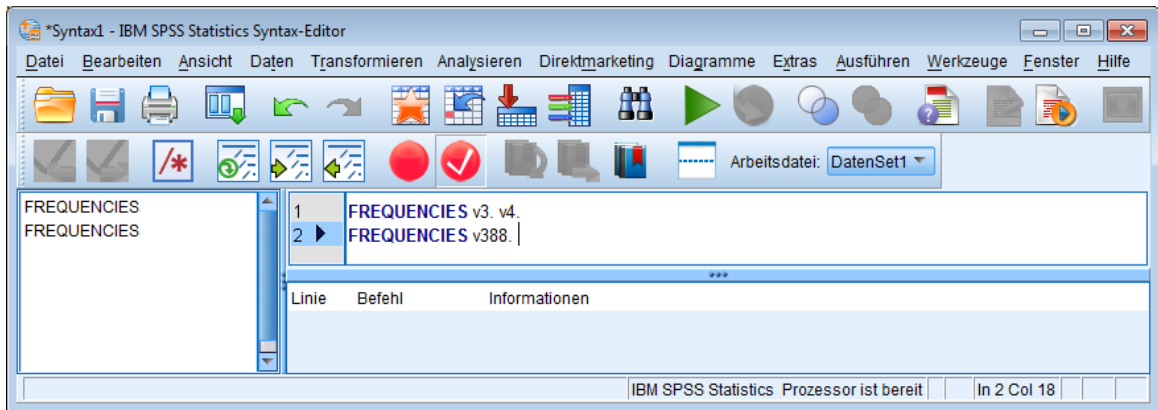 *Syntax1 - IBM SPSS Statistics Syntax-Editor
Datei Bearbeiten Ansicht Daten Transformieren Analysieren Direktmarketing Diagramme Extras Ausführen Werkzeuge Fenster Hilfe
Arbeitsdatei: DatenSet1
FREQUENCIES
FREQUENCIES
1 FREQUENCIES v3. v4.
2 FREQUENCIES v388.
Linie Befehl Informationen
IBM SPSS Statistics Prozessor ist bereit In 2 Col 18